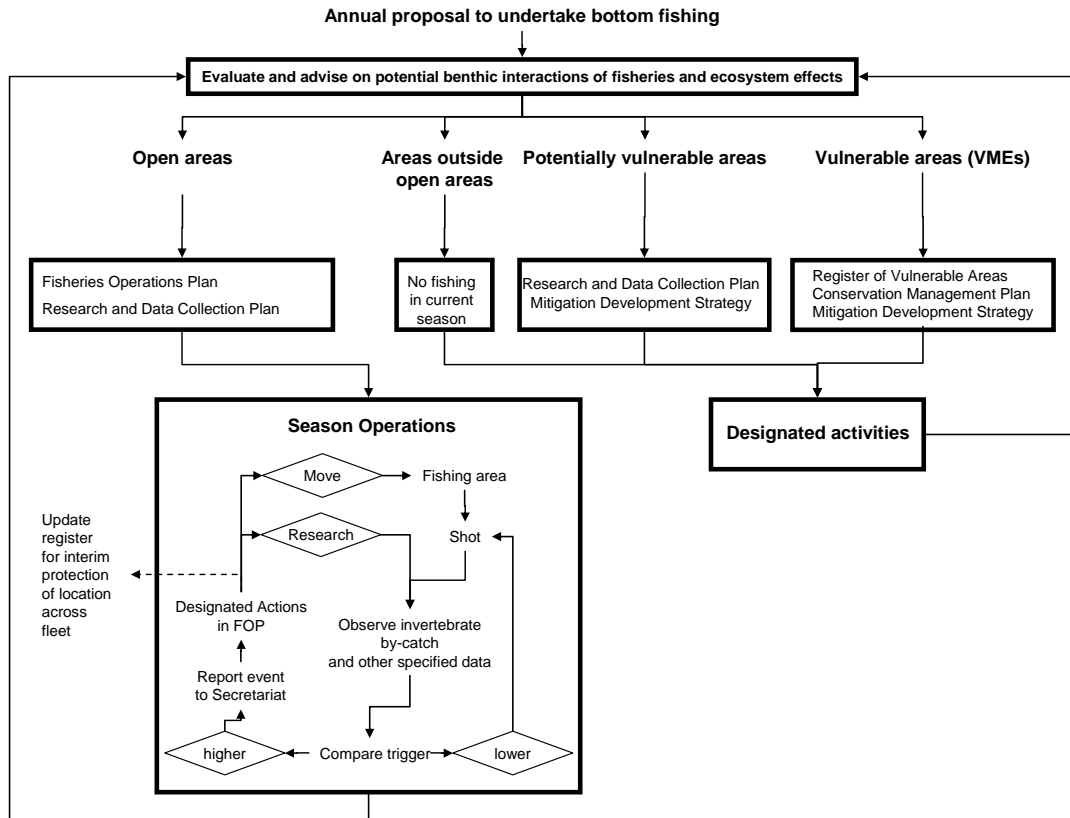 Annual proposal to undertake bottom fishing
Evaluate and advise on potential benthic interactions of fisheries and ecosystem effects
Open areas
Areas outside
open areas
Potentially vulnerable areas
Vulnerable areas (VMEs)
Fisheries Operations Plan
Research and Data Collection Plan
No fishing
in current
season
Research and Data Collection Plan
Mitigation Development Strategy
Register of Vulnerable Areas
Conservation Management Plan
Mitigation Development Strategy
Designated activities
Season Operations
Move
Fishing area
Research
Shot
Update
register
for interim
protection
of location
across
fleet
Designated Actions
in FOP
Observe invertebrate
by-catch
and other specified data
Report event
to Secretariat
higher
Compare trigger
lower